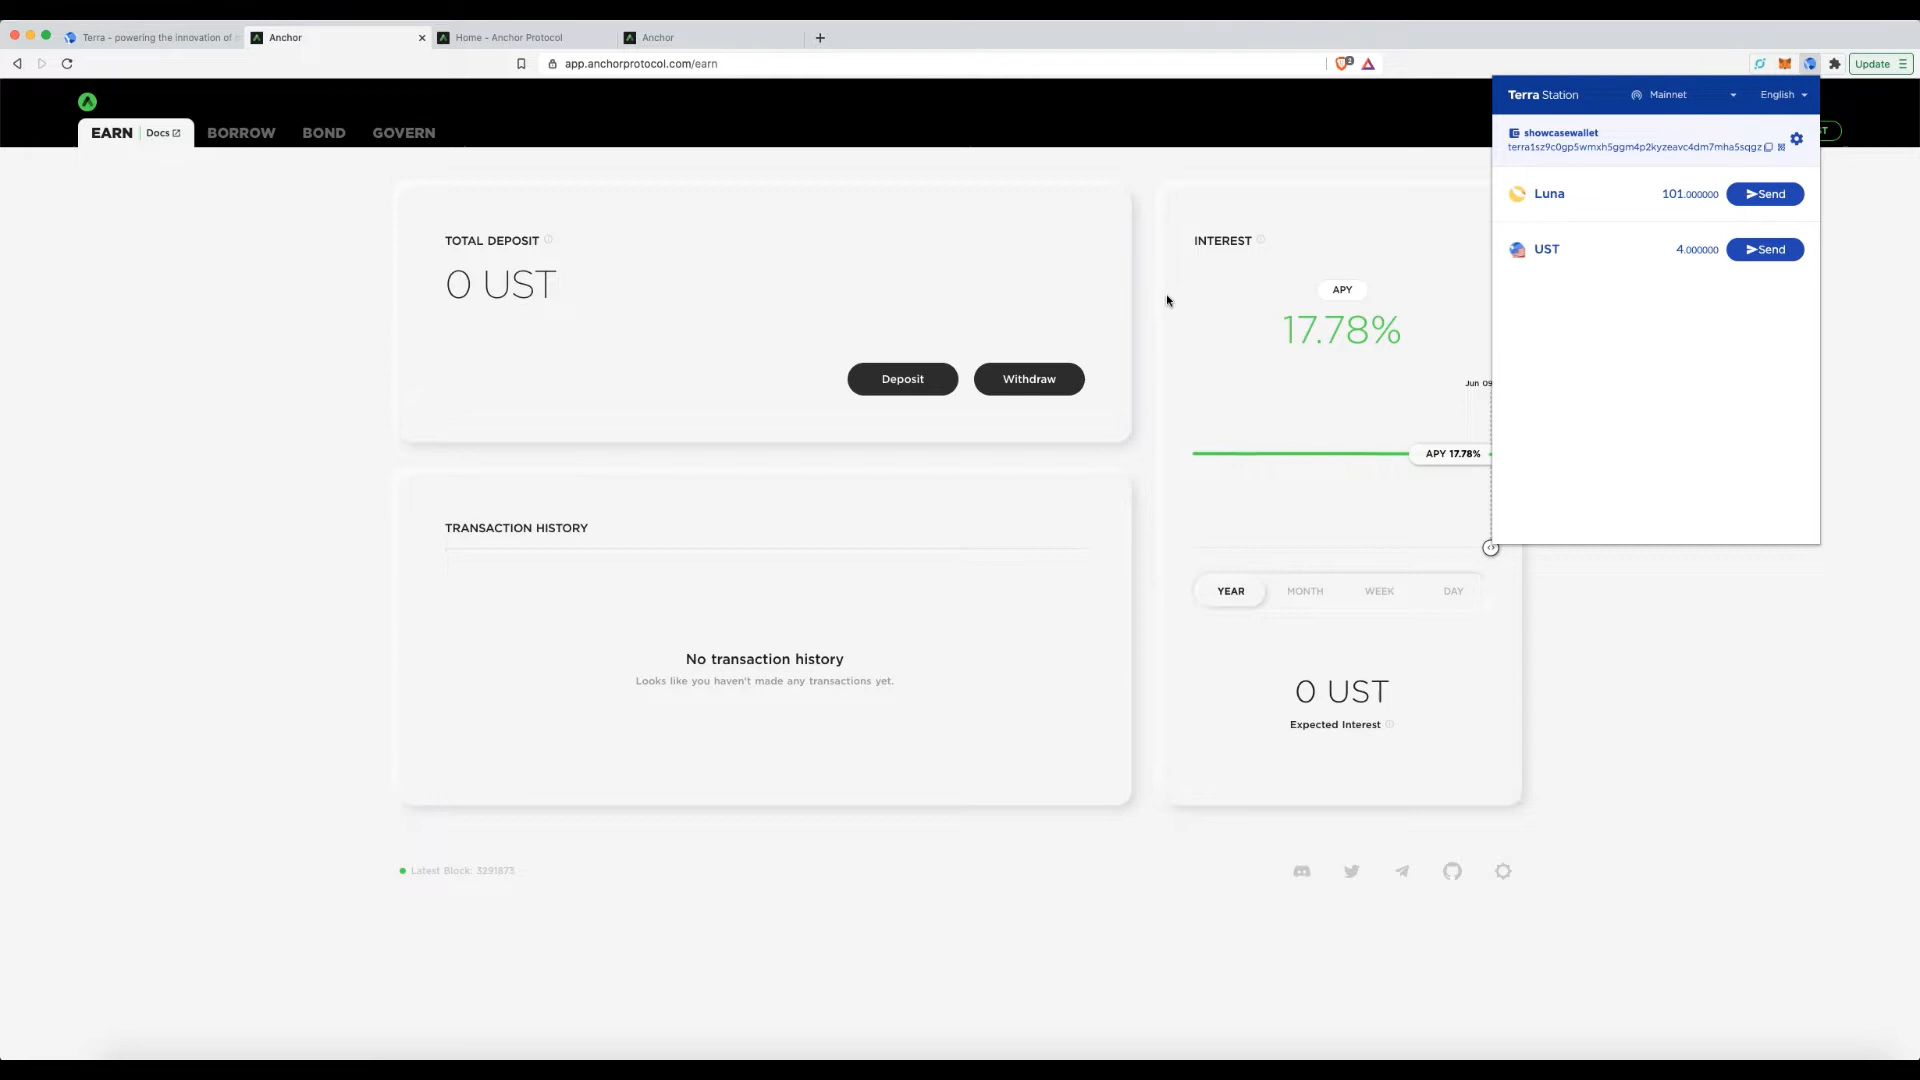 Terra - powering the innovation of
Anchor
Home - Anchor Protocol
Anchor
app.anchorprotocol.com/earn
2
Update
EARN
Docs
BORROW
BOND
GOVERN
Terra Station
Mainnet
English
showcasewallet
terra1sz9c0gp5wmxh5ggm4p2kyzeavc4dm7mha5sqgz
ST
Luna
101.000000
Send
UST
4.000000
Send
TOTAL DEPOSIT
0 UST
Deposit
Withdraw
INTEREST
APY
17.78%
Jun 09
APY 17.78%
YEAR
MONTH
WEEK
DAY
0 UST
Expected Interest
TRANSACTION HISTORY
No transaction history
Looks like you haven't made any transactions yet.
Latest Block: 3291873